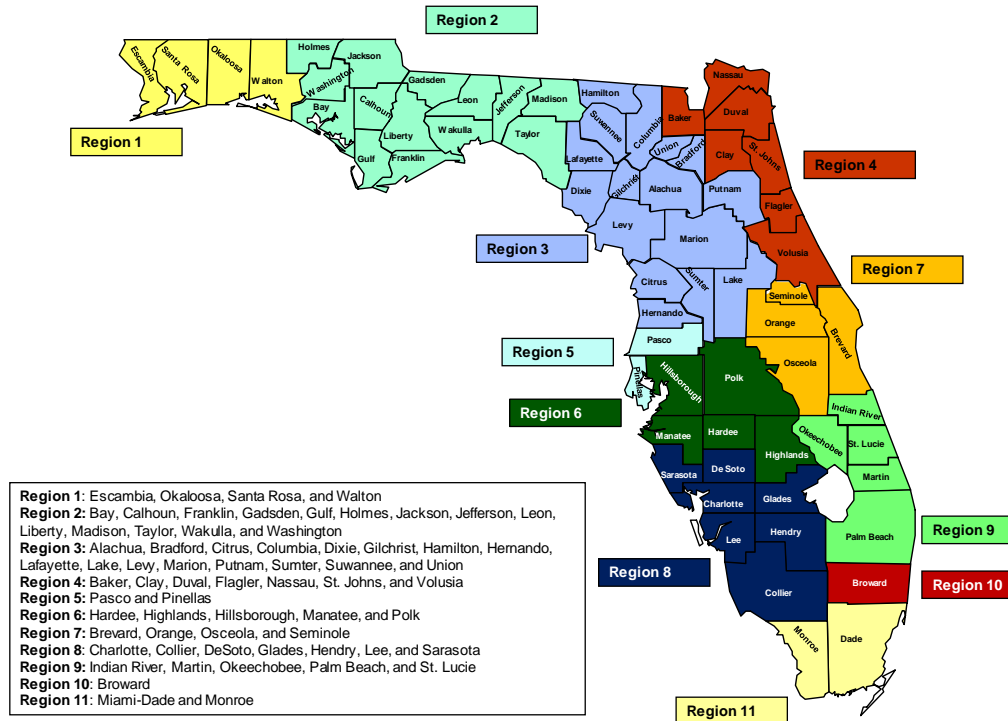 Region 2
Holmes
Jackson
Escambia
Santa Rosa
Okaloosa
Walton
Washington
Gadsden
Nassau
Bay
Calhoun
Leon
Jefferson
Madison
Hamilton
Duval
Liberty
Wakulla
Suwannee
Columbia
Baker
Region 1
Gulf
Franklin
Taylor
Union
Bradford
Clay
St. Johns
Lafayette
Region 4
Dixie
Gilchrist
Alachua
Putnam
Flagler
Levy
Region 3
Marion
Volusia
Region 7
Citrus
Sumter
Lake
Seminole
Hernando
Orange
Brevard
Pasco
Region 5
Osceola
Pinellas
Hillsborough
Polk
Region 6
Indian River
Manatee
Hardee
Okeechobee
St. Lucie
Highlands
Sarasota
De Soto
Martin
Charlotte
Glades
Lee
Hendry
Palm Beach
Region 9
Region 8
Collier
Broward
Region 10
Monroe
Dade
Region 11
Region 1: Escambia, Okaloosa, Santa Rosa, and Walton
Region 2: Bay, Calhoun, Franklin, Gadsden, Gulf, Holmes, Jackson, Jefferson, Leon,
Liberty, Madison, Taylor, Wakulla, and Washington
Region 3: Alachua, Bradford, Citrus, Columbia, Dixie, Gilchrist, Hamilton, Hernando,
Lafayette, Lake, Levy, Marion, Putnam, Sumter, Suwannee, and Union
Region 4: Baker, Clay, Duval, Flagler, Nassau, St. Johns, and Volusia
Region 5: Pasco and Pinellas
Region 6: Hardee, Highlands, Hillsborough, Manatee, and Polk
Region 7: Brevard, Orange, Osceola, and Seminole
Region 8: Charlotte, Collier, DeSoto, Glades, Hendry, Lee, and Sarasota
Region 9: Indian River, Martin, Okeechobee, Palm Beach, and St. Lucie
Region 10: Broward
Region 11: Miami-Dade and Monroe